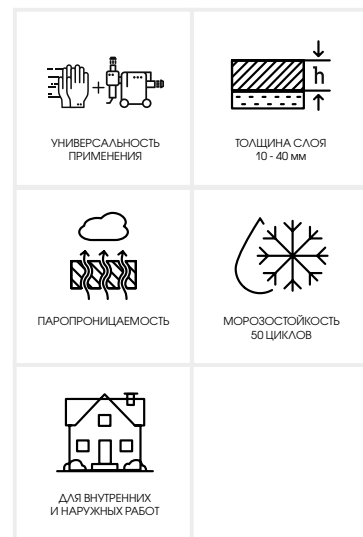 h
УНИВЕРСАЛЬНОСТЬ
ПРИМЕНЕНИЯ
ТОЛЩИНА СЛОЯ
10 - 40 мм
ПАРОПРОНИЦАЕМОСТЬ
МОРОЗОСТОЙКОСТЬ
50 ЦИКЛОВ
ДЛЯ ВНУТРЕННИХ
И НАРУЖНЫХ РАБОТ